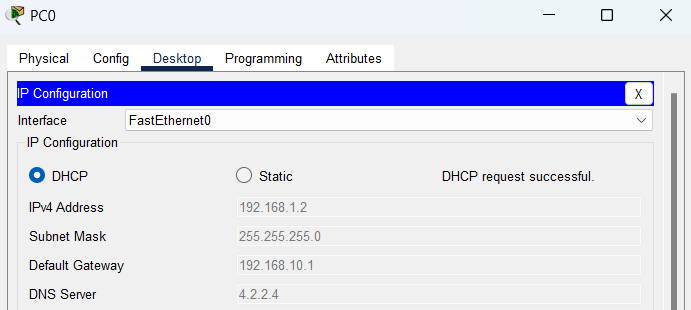 PC0
Physical Config Desktop Programming Attributes
IP Configuration X
Interface FastEthernet0
IP Configuration
DHCP Static DHCP request successful.
IPv4 Address 192.168.1.2
Subnet Mask 255.255.255.0
Default Gateway 192.168.10.1
DNS Server 4.2.2.4